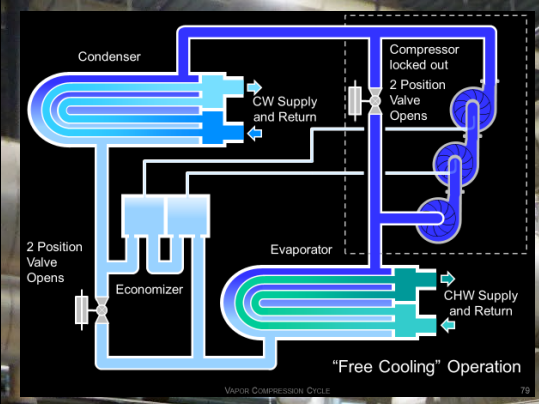 Condenser
Compressor
locked out
2 Position
Valve
Opens
CW Supply
and Return
2 Position
Valve
Opens
Economizer
Evaporator
CHW Supply
and Return
“Free Cooling” Operation
VAPOR COMPRESSION CYCLE
79